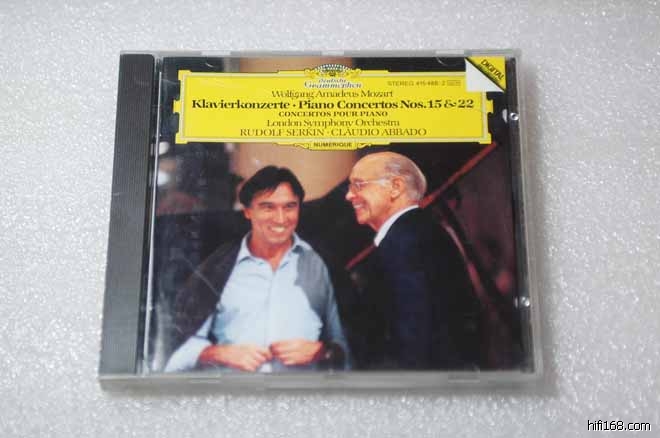 Deutsche
Grammophon
STEREO 415 488-2
DIGITAL
Wolfgang Amadeus Mozart
Klavierkonzerte · Piano Concertos Nos. 15 & 22
CONCERTOS POUR PIANO
London Symphony Orchestra
RUDOLF SERKIN · CLAUDIO ABBADO
NUMÉRIQUE
hifi168.com